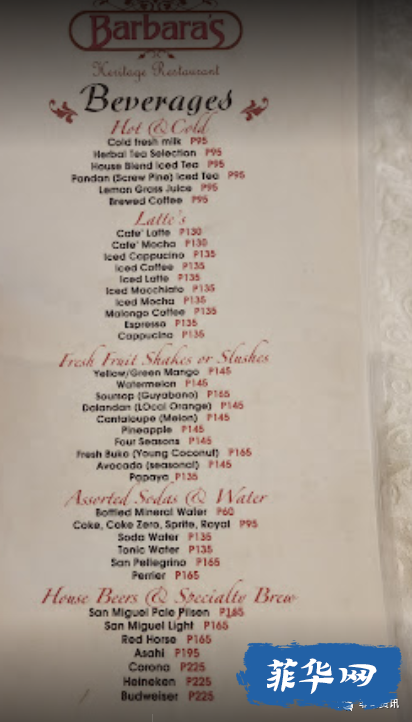 Barbara's
Heritage Restaurant
Beverages
Hot & Cold
Cold fresh milk P95
Herbal Tea Selection P95
House Blend Iced Tea P95
Pandan (Screw Pine) Iced Tea P95
Lemon Grass Juice P95
Brewed Coffee P95
Latte's
Cafe' Latte P130
Cafe' Mocha P130
Iced Cappucino P135
Iced Coffee P135
Iced Latte P135
Iced Macchiato P135
Iced Mocha P135
Malongo Coffee P135
Espresso P135
Cappucino P135
Fresh Fruit Shakes or Slushes
Yellow/Green Mango P145
Watermelon P145
Soursop (Guyabano) P165
Dalandan (LOcal Orange) P145
Cantaloupe (Melon) P145
Pineapple P145
Four Seasons P145
Fresh Buko (Young Coconut) P165
Avocado (seasonal) P145
Papaya P135
Assorted Sodas & Water
Bottled Mineral Water P60
Coke, Coke Zero, Sprite, Royal P95
Soda Water P135
Tonic Water P135
San Pellegrino P165
Perrier P165
House Beers & Specialty Brew
San Miguel Pale Pilsen P165
San Miguel Light P165
Red Horse P165
Asahi P195
Corona P225
Heineken P225
Budweiser P225
菲华网